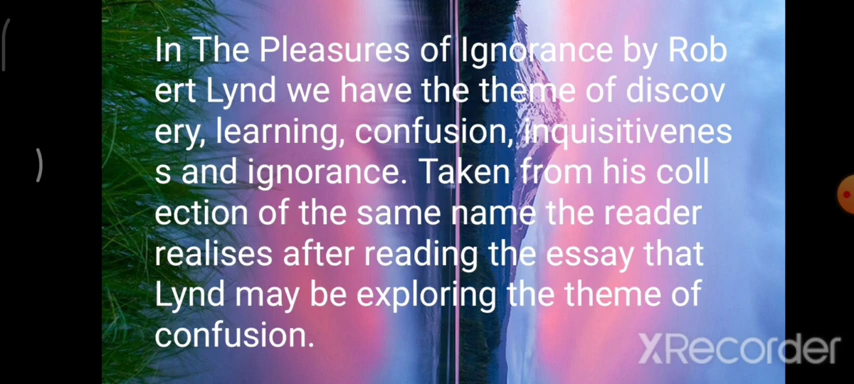 In The Pleasures of Ignorance by Rob
ert Lynd we have the theme of discov
ery, learning, confusion, inquisitivenes
s and ignorance. Taken from his coll
ection of the same name the reader
realises after reading the essay that
Lynd may be exploring the theme of
confusion.
XRecorder